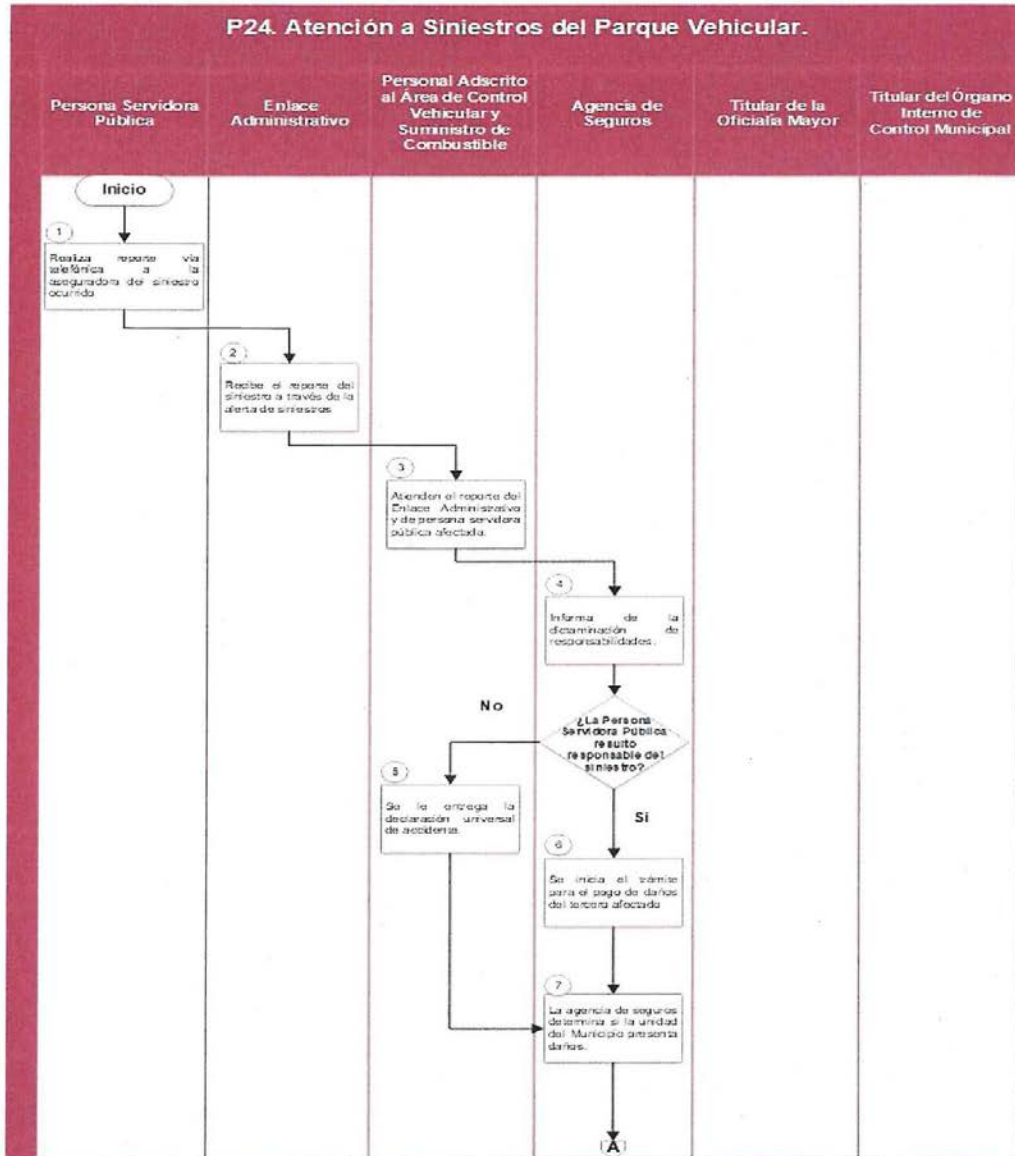 P24. Atención a Siniestros del Parque Vehicular.
Persona Servidora
Pública
Enlace
Administrativo
Personal Adscrito
al Área de Control
Vehicular y
Suministro de
Combustible
Agencia de
Seguros
Titular de la
Oficialía Mayor
Titular del Órgano
Interno de
Control Municipal
Inicio
1
Realiza reporte vía
telefónica a la
aseguradora del siniestro
ocurrido
2
Recibe el reporte del
siniestro a través de la
alerta de siniestros
3
Atienden el reporte del
Enlace Administrativo
y de persona servidora
pública afectada.
4
Informa de la
dictaminación de
responsabilidades.
¿La Persona
Servidora Pública
resulto
responsable del
siniestro?
No
5
Se le entrega la
declaración universal
de accidente.
Si
6
Se inicia el trámite
para el pago de daños
del tercero afectado
7
La agencia de seguros
determina si la unidad
del Municipio presenta
daños.
A